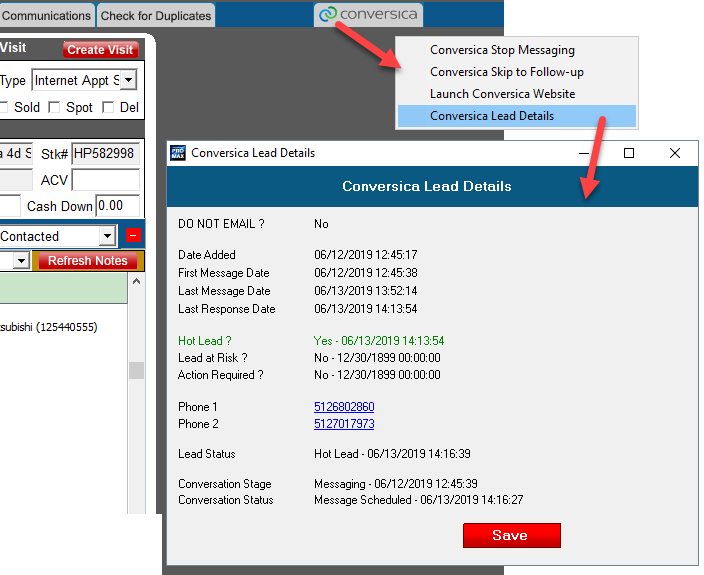 Communications
Check for Duplicates
conversica
Visit
Create Visit
Type
Internet Appt S
Sold
Spot
Del
a 4d S
Stk#
HP582998
ACV
Cash Down
0.00
Contacted
Refresh Notes
subishi (125440555)
Conversica Stop Messaging
Conversica Skip to Follow-up
Launch Conversica Website
Conversica Lead Details
PRO MAX
Conversica Lead Details
Conversica Lead Details
DO NOT EMAIL ? No
Date Added 06/12/2019 12:45:17
First Message Date 06/12/2019 12:45:38
Last Message Date 06/13/2019 13:52:14
Last Response Date 06/13/2019 14:13:54
Hot Lead ? Yes - 06/13/2019 14:13:54
Lead at Risk ? No - 12/30/1899 00:00:00
Action Required ? No - 12/30/1899 00:00:00
Phone 1 5126802860
Phone 2 5127017973
Lead Status Hot Lead - 06/13/2019 14:16:39
Conversation Stage Messaging - 06/12/2019 12:45:39
Conversation Status Message Scheduled - 06/13/2019 14:16:27
Save